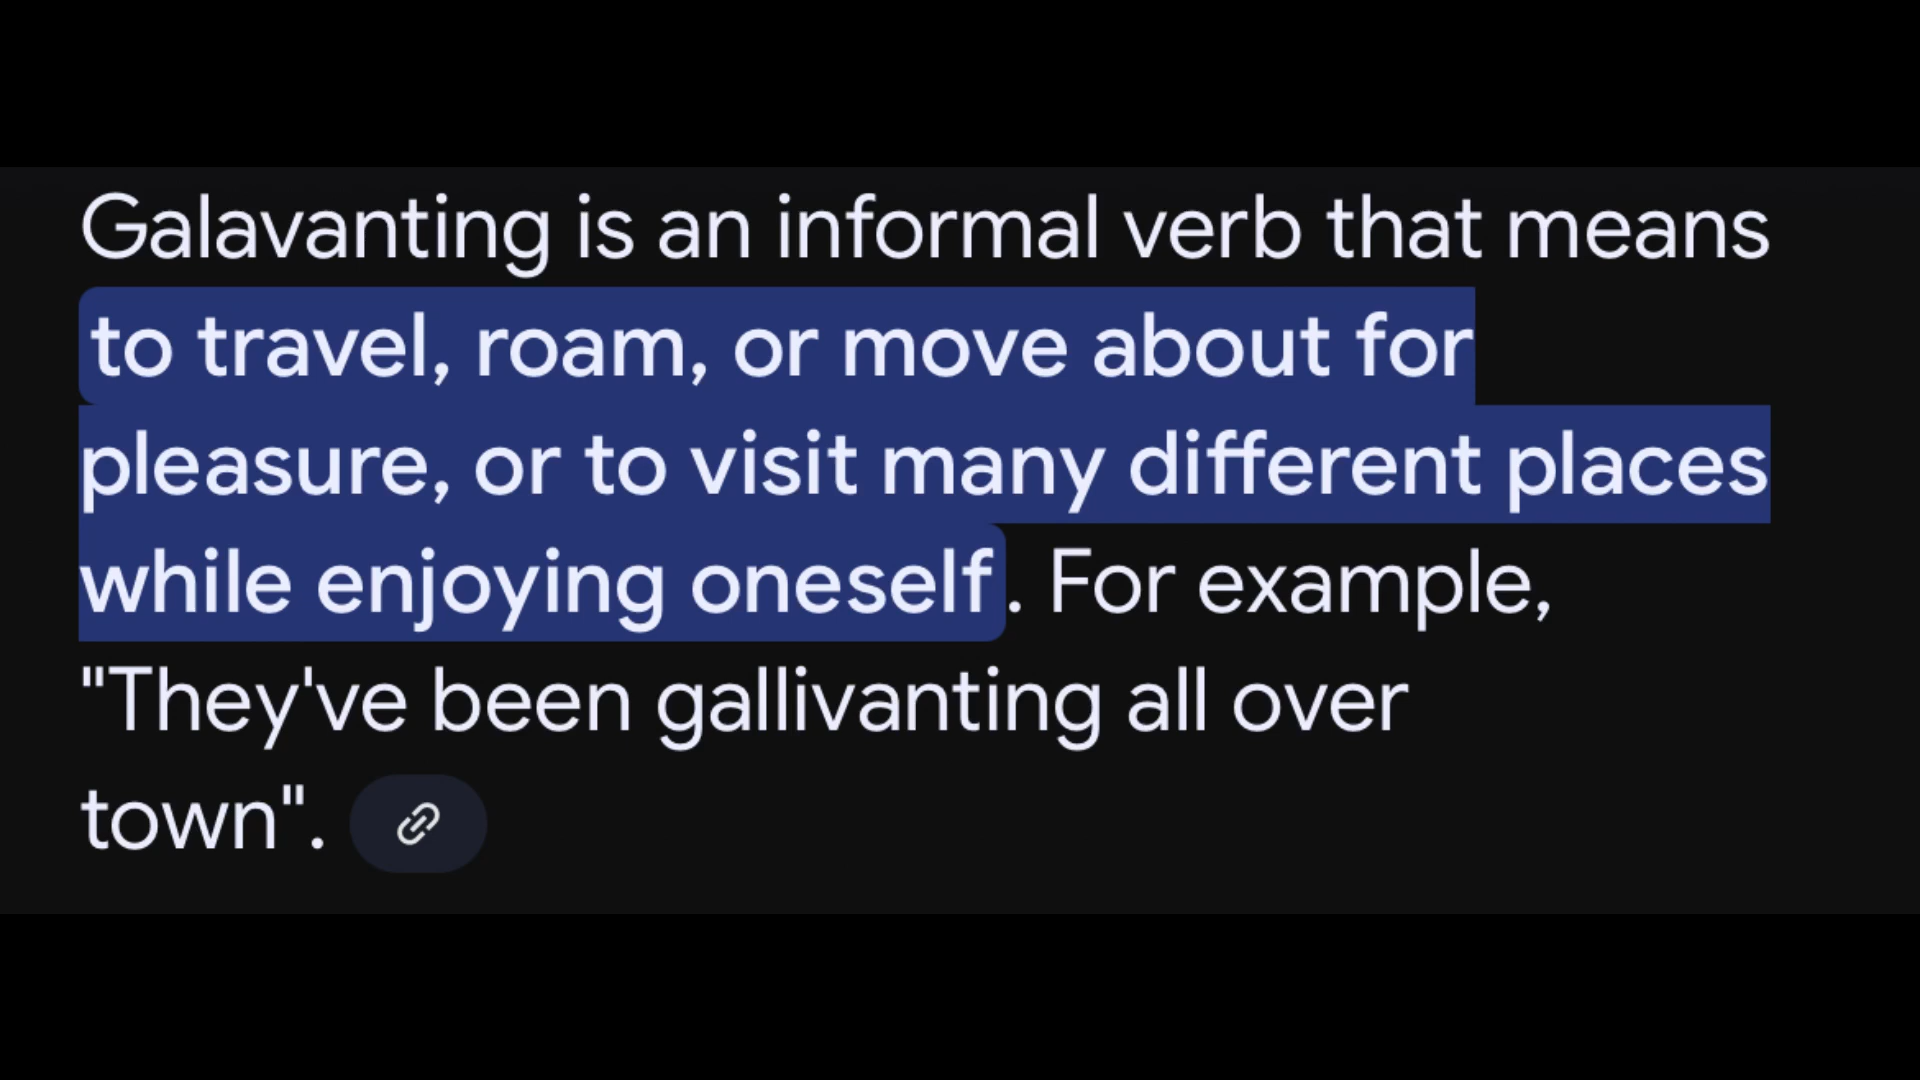 Galavanting is an informal verb that means
to travel, roam, or move about for
pleasure, or to visit many different places
while enjoying oneself. For example,
"They've been gallivanting all over
town".